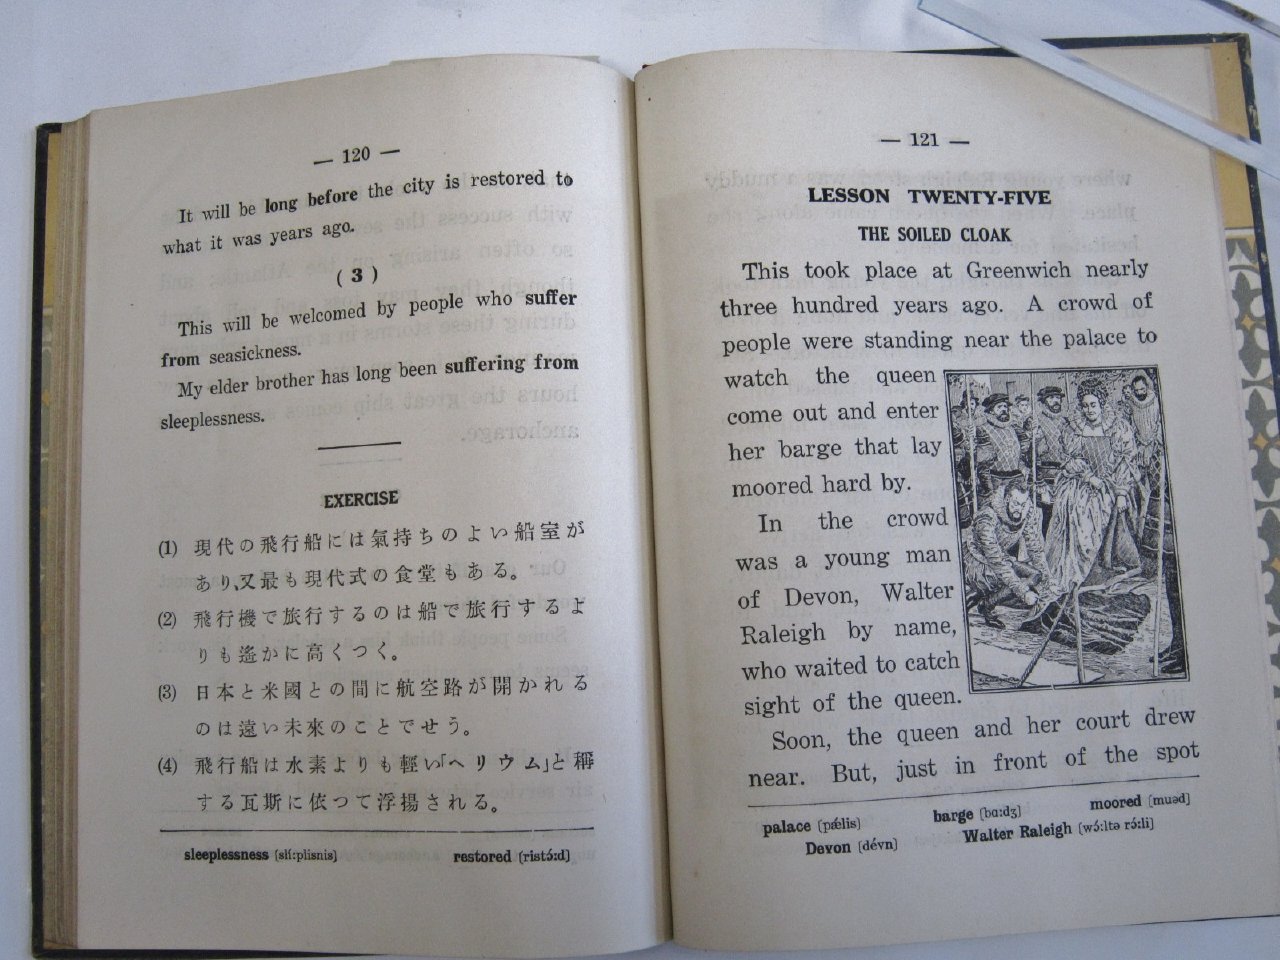 — 120 —
It will be long before the city is restored to
what it was years ago.
(3)
This will be welcomed by people who suffer
from seasickness.
My elder brother has long been suffering from
sleeplessness.
EXERCISE
(1) 現代の飛行船には氣持ちのよい船室が
あり、又最も現代式の食堂もある。
(2) 飛行機で旅行するのは船で旅行するよ
りも遙かに高くつく。
(3) 日本と米國との間に航空路が開かれる
のは遠い未來のことでせう。
(4) 飛行船は水素よりも輕い「ヘリウム」と稱
する瓦斯に依つて浮揚される。
sleeplessness [slí:plisnis] restored [ristɔ́:d]
— 121 —
LESSON TWENTY-FIVE
THE SOILED CLOAK
This took place at Greenwich nearly
three hundred years ago. A crowd of
people were standing near the palace to
watch the queen
come out and enter
her barge that lay
moored hard by.
In the crowd
was a young man
of Devon, Walter
Raleigh by name,
who waited to catch
sight of the queen.
Soon, the queen and her court drew
near. But, just in front of the spot
palace [pǽlis] barge [bɑ:dʒ] moored [muəd]
Devon [dévn] Walter Raleigh [wɔ́:ltə rɔ́:li]